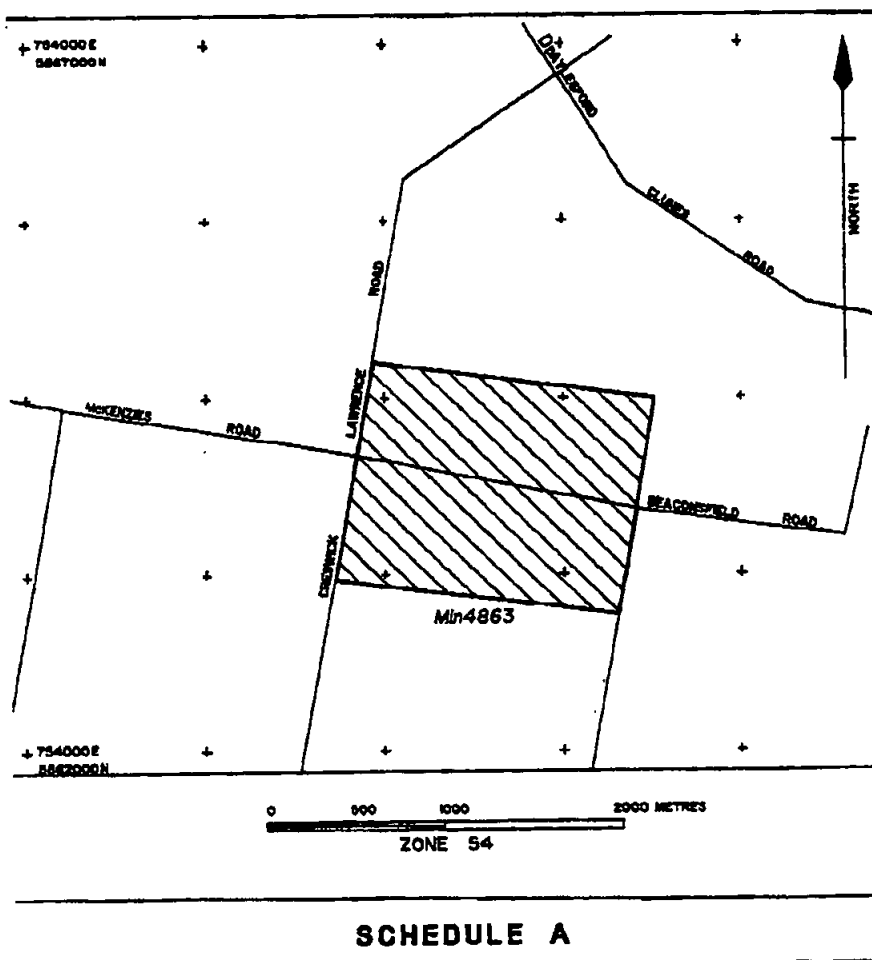 754000E
5867000N
DAYLESFORD
CLUNES
ROAD
NORTH
ROAD
LAWRENCE
McKENZIES
ROAD
BEACONSFIELD
ROAD
CRESWICK
Min4863
754000E
5862000N
0 500 1000 2000 METRES
ZONE 54
SCHEDULE A